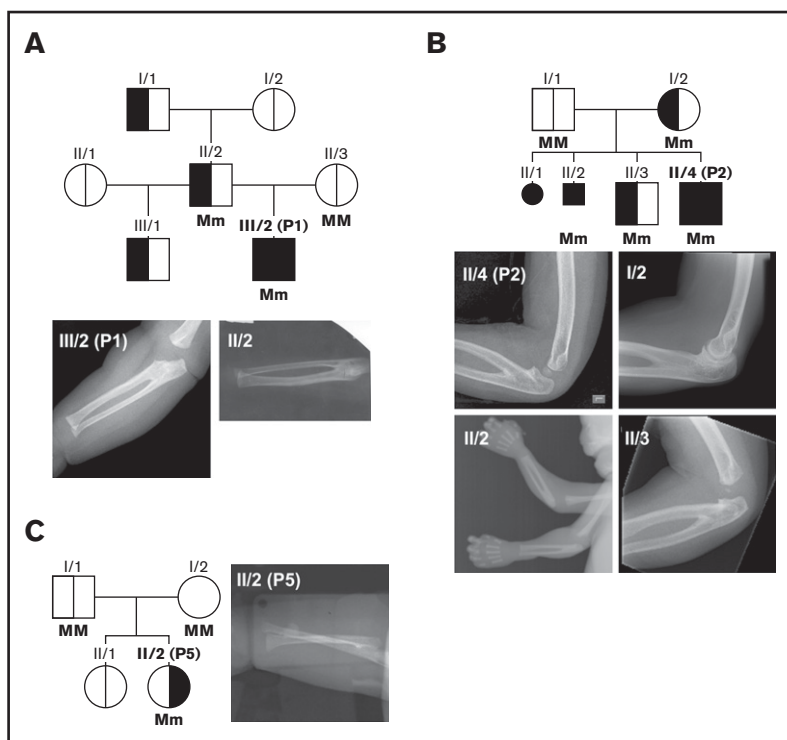 A
I/1
I/2
II/1
II/2
II/3
Mm
III/2 (P1)
MM
III/1
Mm
III/2 (P1)
II/2
B
I/1
I/2
MM
Mm
II/1
II/2
II/3
II/4 (P2)
Mm
Mm
Mm
II/4 (P2)
I/2
II/2
II/3
C
I/1
I/2
MM
MM
II/1
II/2 (P5)
Mm
II/2 (P5)